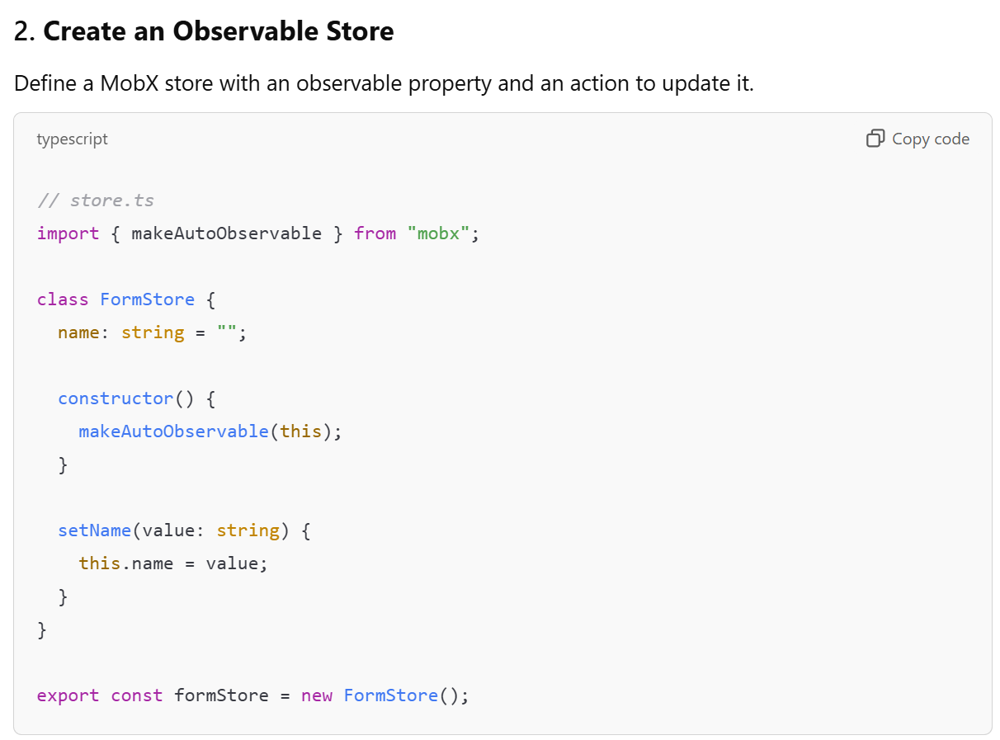 2. Create an Observable Store
Define a MobX store with an observable property and an action to update it.
typescript
Copy code
// store.ts
import { makeAutoObservable } from "mobx";
class FormStore {
name: string = "";
constructor() {
makeAutoObservable(this);
}
setName(value: string) {
this.name = value;
}
}
export const formStore = new FormStore();